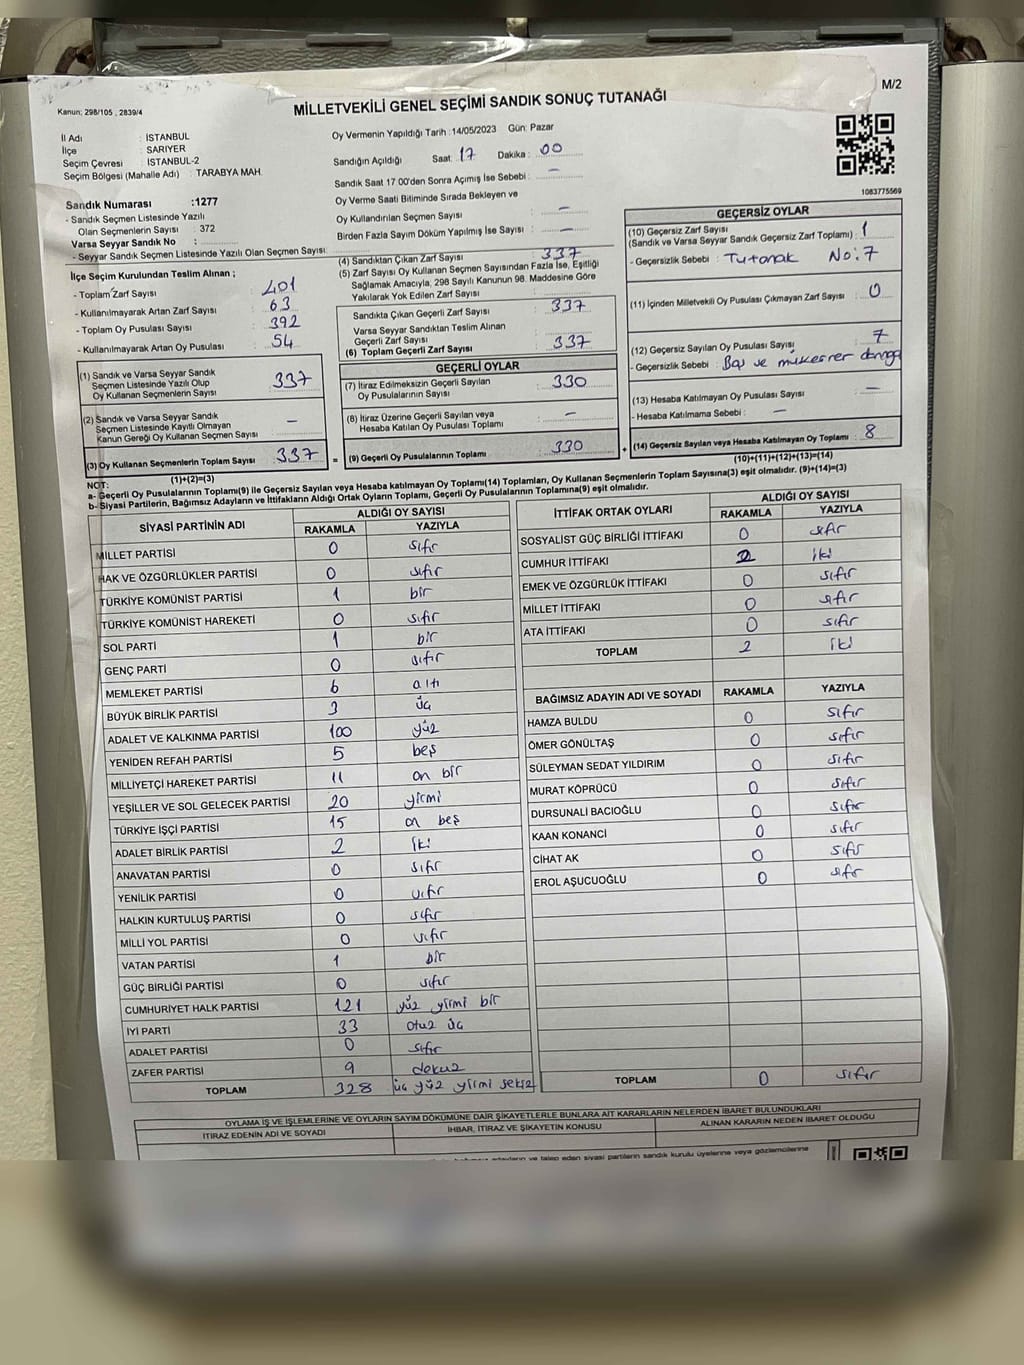 M/2
Kanun: 298/105 , 2839/4
MİLLETVEKİLİ GENEL SEÇİMİ SANDIK SONUÇ TUTANAĞI
İl Adı : İSTANBUL
İlçe : SARIYER
Seçim Çevresi : İSTANBUL-2
Seçim Bölgesi (Mahalle Adı) : TARABYA MAH.
Sandık Numarası :1277
- Sandık Seçmen Listesinde Yazılı
Olan Seçmenlerin Sayısı : 372
Varsa Seyyar Sandık No :
- Seyyar Sandık Seçmen Listesinde Yazılı Olan Seçmen Sayısı:
Oy Vermenin Yapıldığı Tarih :14/05/2023 Gün: Pazar
Sandığın Açıldığı Saat: 17 Dakika : 00
Sandık Saat 17:00'den Sonra Açımış İse Sebebi : -
Oy Verme Saati Bitiminde Sırada Bekleyen ve
Oy Kullandırılan Seçmen Sayısı : -
Birden Fazla Sayım Döküm Yapılmış İse Sayısı : -
1083775569
İlçe Seçim Kurulundan Teslim Alınan ;
- Toplam Zarf Sayısı : 401
- Kullanılmayarak Artan Zarf Sayısı : 63
- Toplam Oy Pusulası Sayısı : 392
- Kullanılmayarak Artan Oy Pusulası : 54
(4) Sandıktan Çıkan Zarf Sayısı : 337
(5) Zarf Sayısı Oy Kullanan Seçmen Sayısından Fazla İse, Eşitliği
Sağlamak Amacıyla, 298 Sayılı Kanunun 98. Maddesine Göre
Yakılarak Yok Edilen Zarf Sayısı :
Sandıkta Çıkan Geçerli Zarf Sayısı : 337
Varsa Seyyar Sandıktan Teslim Alınan
Geçerli Zarf Sayısı :
(6) Toplam Geçerli Zarf Sayısı : 337
GEÇERSİZ OYLAR
(10) Geçersiz Zarf Sayısı
(Sandık ve Varsa Seyyar Sandık Geçersiz Zarf Toplamı) : 1
- Geçersizlik Sebebi : Tutanak No:7
(11) İçinden Milletvekili Oy Pusulası Çıkmayan Zarf Sayısı : 0
(12) Geçersiz Sayılan Oy Pusulası Sayısı : 7
- Geçersizlik Sebebi : Boş ve mükerrer damga
(13) Hesaba Katılmayan Oy Pusulası Sayısı : -
- Hesaba Katılmama Sebebi : -
(14) Geçersiz Sayılan veya Hesaba Katılmayan Oy Toplamı : 8
(10)+(11)+(12)+(13)=(14)
(1) Sandık ve Varsa Seyyar Sandık
Seçmen Listesinde Yazılı Olup
Oy Kullanan Seçmenlerin Sayısı : 337
(2) Sandık ve Varsa Seyyar Sandık
Seçmen Listesinde Kayıtlı Olmayan
Kanun Gereği Oy Kullanan Seçmen Sayısı : -
(3) Oy Kullanan Seçmenlerin Toplam Sayısı : 337 =
(1)+(2)=(3)
GEÇERLİ OYLAR
(7) İtiraz Edilmeksizin Geçerli Sayılan
Oy Pusulalarının Sayısı : 330
(8) İtiraz Üzerine Geçerli Sayılan veya
Hesaba Katılan Oy Pusulası Toplamı : -
(9) Geçerli Oy Pusulalarının Toplamı : 330 +
NOT:
a- Geçerli Oy Pusulalarının Toplamı(9) ile Geçersiz Sayılan veya Hesaba katılmayan Oy Toplamı(14) Toplamları, Oy Kullanan Seçmenlerin Toplam Sayısına(3) eşit olmalıdır. (9)+(14)=(3)
b- Siyasi Partilerin, Bağımsız Adayların ve İttifakların Aldığı Ortak Oyların Toplamı, Geçerli Oy Pusulalarının Toplamına(9) eşit olmalıdır.
SİYASİ PARTİNİN ADI ALDIĞI OY SAYISI
RAKAMLA YAZIYLA
MİLLET PARTİSİ 0 sıfır
HAK VE ÖZGÜRLÜKLER PARTİSİ 0 sıfır
TÜRKİYE KOMÜNİST PARTİSİ 1 bir
TÜRKİYE KOMÜNİST HAREKETİ 0 sıfır
SOL PARTİ 1 bir
GENÇ PARTİ 0 sıfır
MEMLEKET PARTİSİ 6 altı
BÜYÜK BİRLİK PARTİSİ 3 üç
ADALET VE KALKINMA PARTİSİ 100 yüz
YENİDEN REFAH PARTİSİ 5 beş
MİLLİYETÇİ HAREKET PARTİSİ 11 on bir
YEŞİLLER VE SOL GELECEK PARTİSİ 20 yirmi
TÜRKİYE İŞÇİ PARTİSİ 15 on beş
ADALET BİRLİK PARTİSİ 2 iki
ANAVATAN PARTİSİ 0 sıfır
YENİLİK PARTİSİ 0 sıfır
HALKIN KURTULUŞ PARTİSİ 0 sıfır
MİLLİ YOL PARTİSİ 0 sıfır
VATAN PARTİSİ 1 bir
GÜÇ BİRLİĞİ PARTİSİ 0 sıfır
CUMHURİYET HALK PARTİSİ 121 yüz yirmi bir
İYİ PARTİ 33 otuz üç
ADALET PARTİSİ 0 sıfır
ZAFER PARTİSİ 9 dokuz
TOPLAM 328 üç yüz yirmi sekiz
İTTİFAK ORTAK OYLARI ALDIĞI OY SAYISI
RAKAMLA YAZIYLA
SOSYALİST GÜÇ BİRLİĞİ İTTİFAKI 0 sıfır
CUMHUR İTTİFAKI 2 iki
EMEK VE ÖZGÜRLÜK İTTİFAKI 0 sıfır
MİLLET İTTİFAKI 0 sıfır
ATA İTTİFAKI 0 sıfır
TOPLAM 2 iki
BAĞIMSIZ ADAYIN ADI VE SOYADI RAKAMLA YAZIYLA
HAMZA BULDU 0 sıfır
ÖMER GÖNÜLTAŞ 0 sıfır
SÜLEYMAN SEDAT YILDIRIM 0 sıfır
MURAT KÖPRÜCÜ 0 sıfır
DURSUNALİ BACIOĞLU 0 sıfır
KAAN KONANCİ 0 sıfır
CİHAT AK 0 sıfır
EROL AŞUCUOĞLU 0 sıfır
TOPLAM 0 sıfır
OYLAMA İŞ VE İŞLEMLERİNE VE OYLARIN SAYIM DÖKÜMÜNE DAİR ŞİKAYETLERLE BUNLARA AİT KARARLARIN NELERDEN İBARET BULUNDUKLARI
İTİRAZ EDENİN ADI VE SOYADI İHBAR, İTİRAZ VE ŞİKAYETİN KONUSU ALINAN KARARIN NEDEN İBARET OLDUĞU
adayların ve talep eden siyasi partilerin sandık kurulu üyelerine veya gözlemcilerine